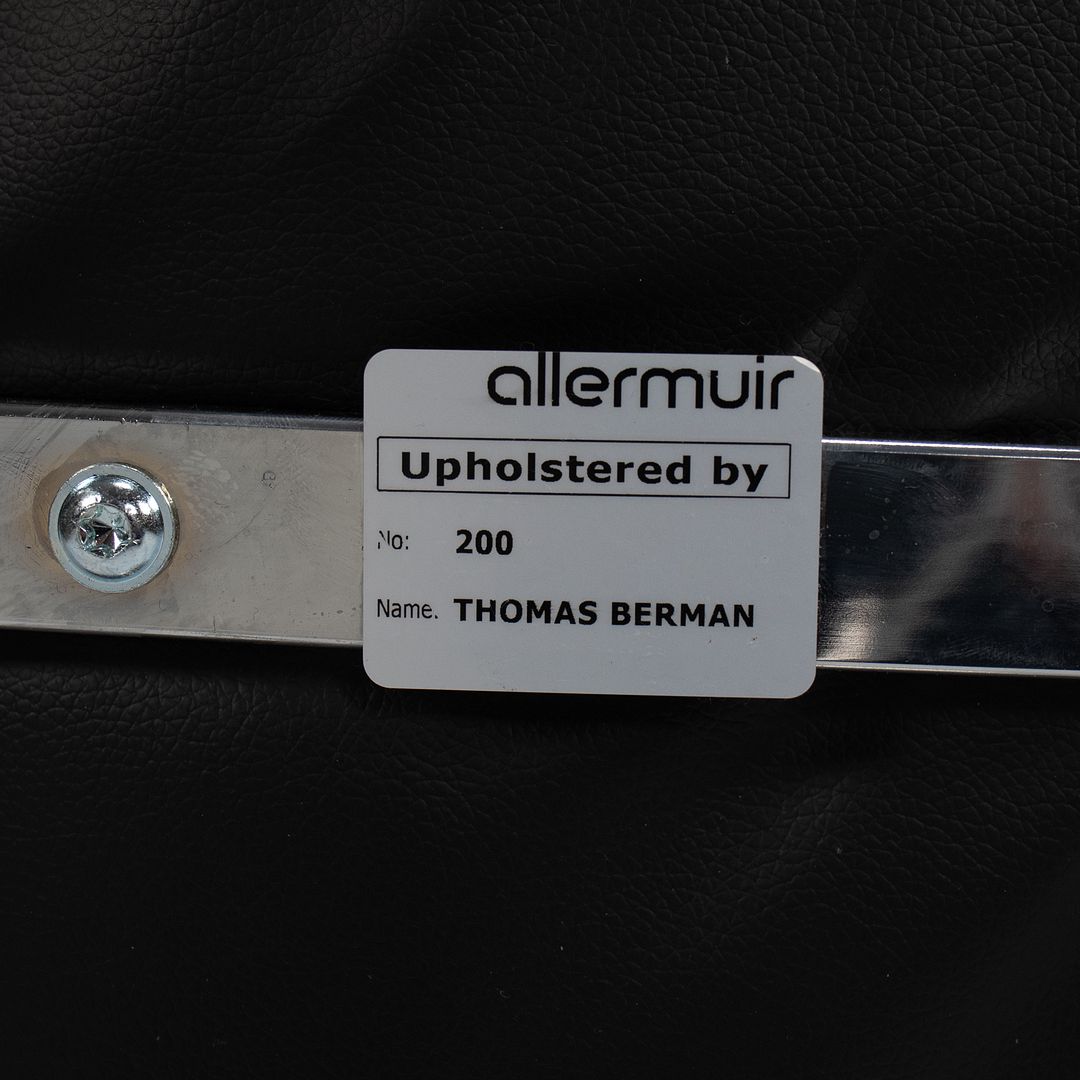 allermuir
Upholstered by
No: 200
Name. THOMAS BERMAN